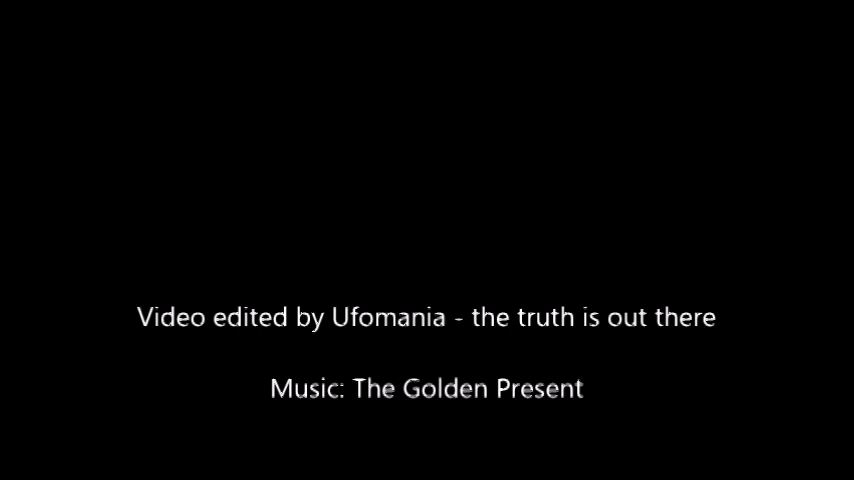 Video edited by Ufomania - the truth is out there
Music: The Golden Present